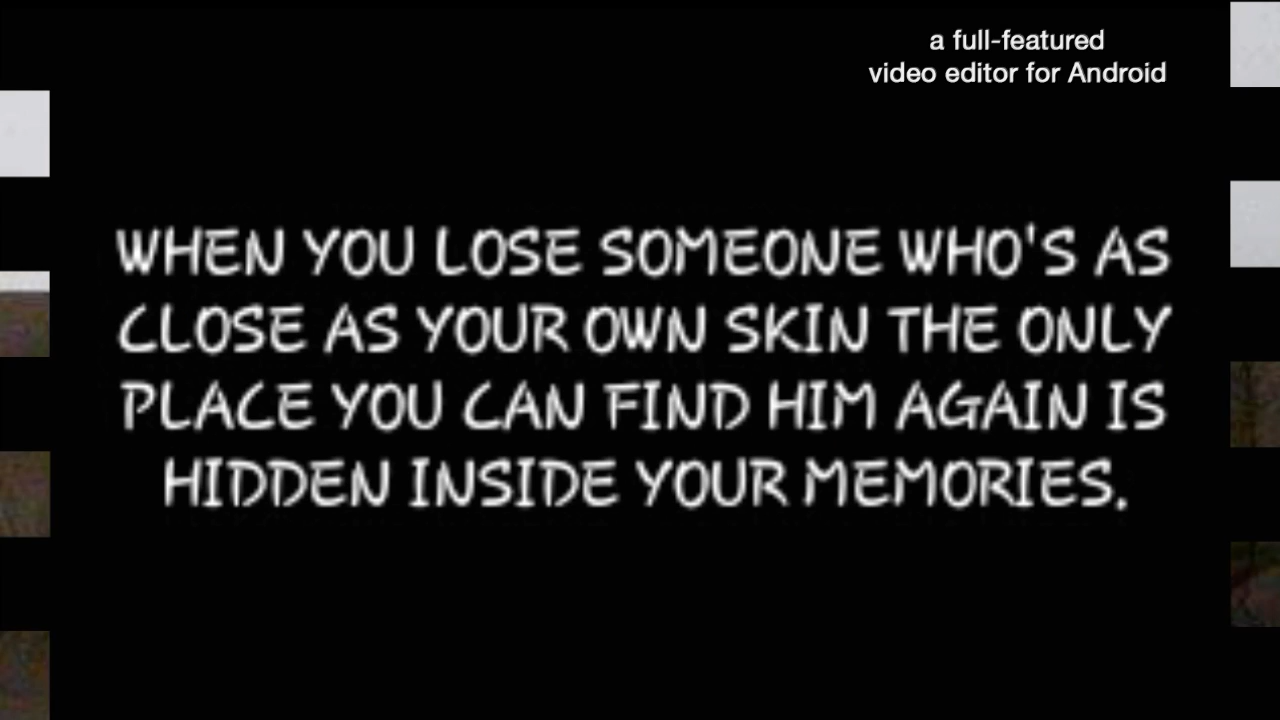 a full-featured
video editor for Android
WHEN YOU LOSE SOMEONE WHO'S AS
CLOSE AS YOUR OWN SKIN THE ONLY
PLACE YOU CAN FIND HIM AGAIN IS
HIDDEN INSIDE YOUR MEMORIES.